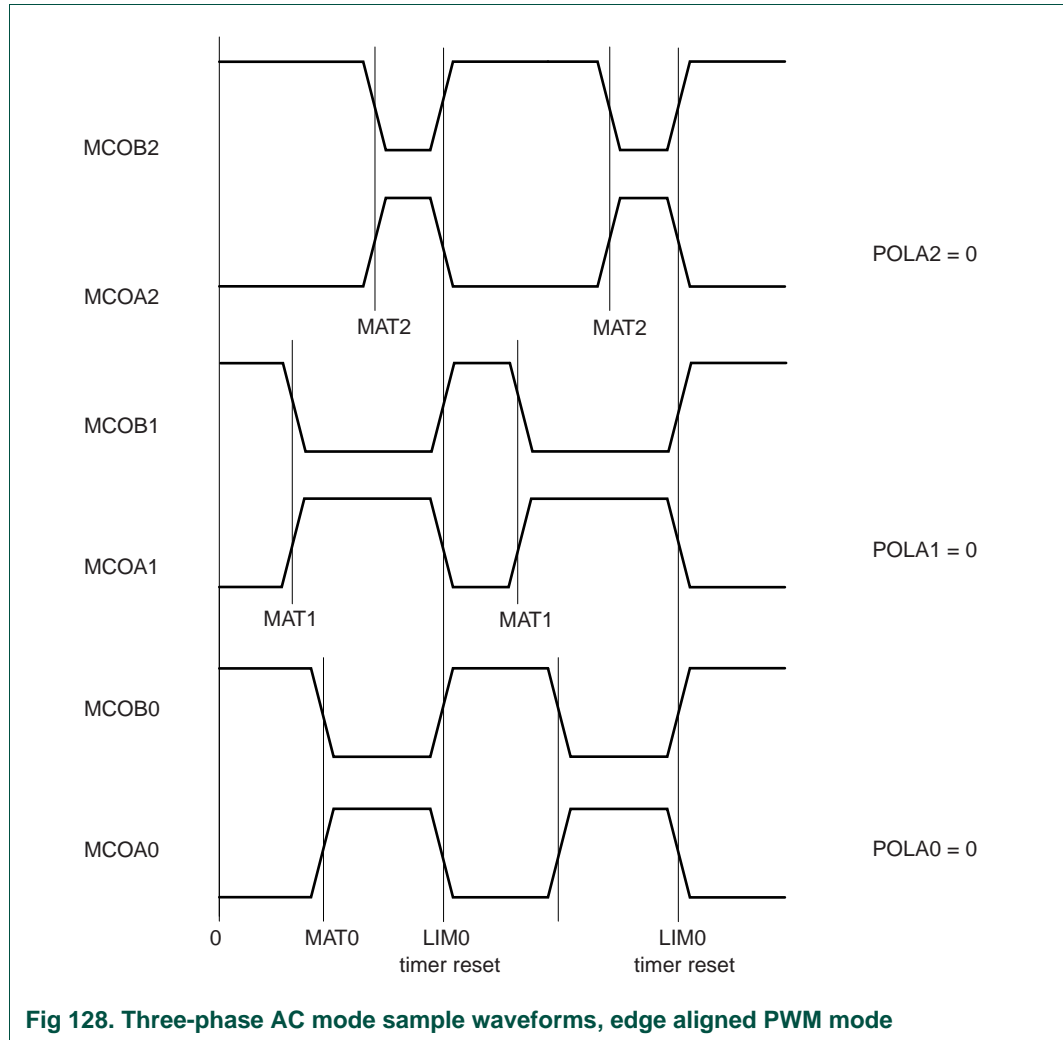 MCOB2
POLA2 = 0
MCOA2
MAT2 MAT2
MCOB1
MCOA1
POLA1 = 0
MAT1 MAT1
MCOB0
MCOA0
POLA0 = 0
0 MAT0 LIM0 LIM0
timer reset timer reset
Fig 128. Three-phase AC mode sample waveforms, edge aligned PWM mode